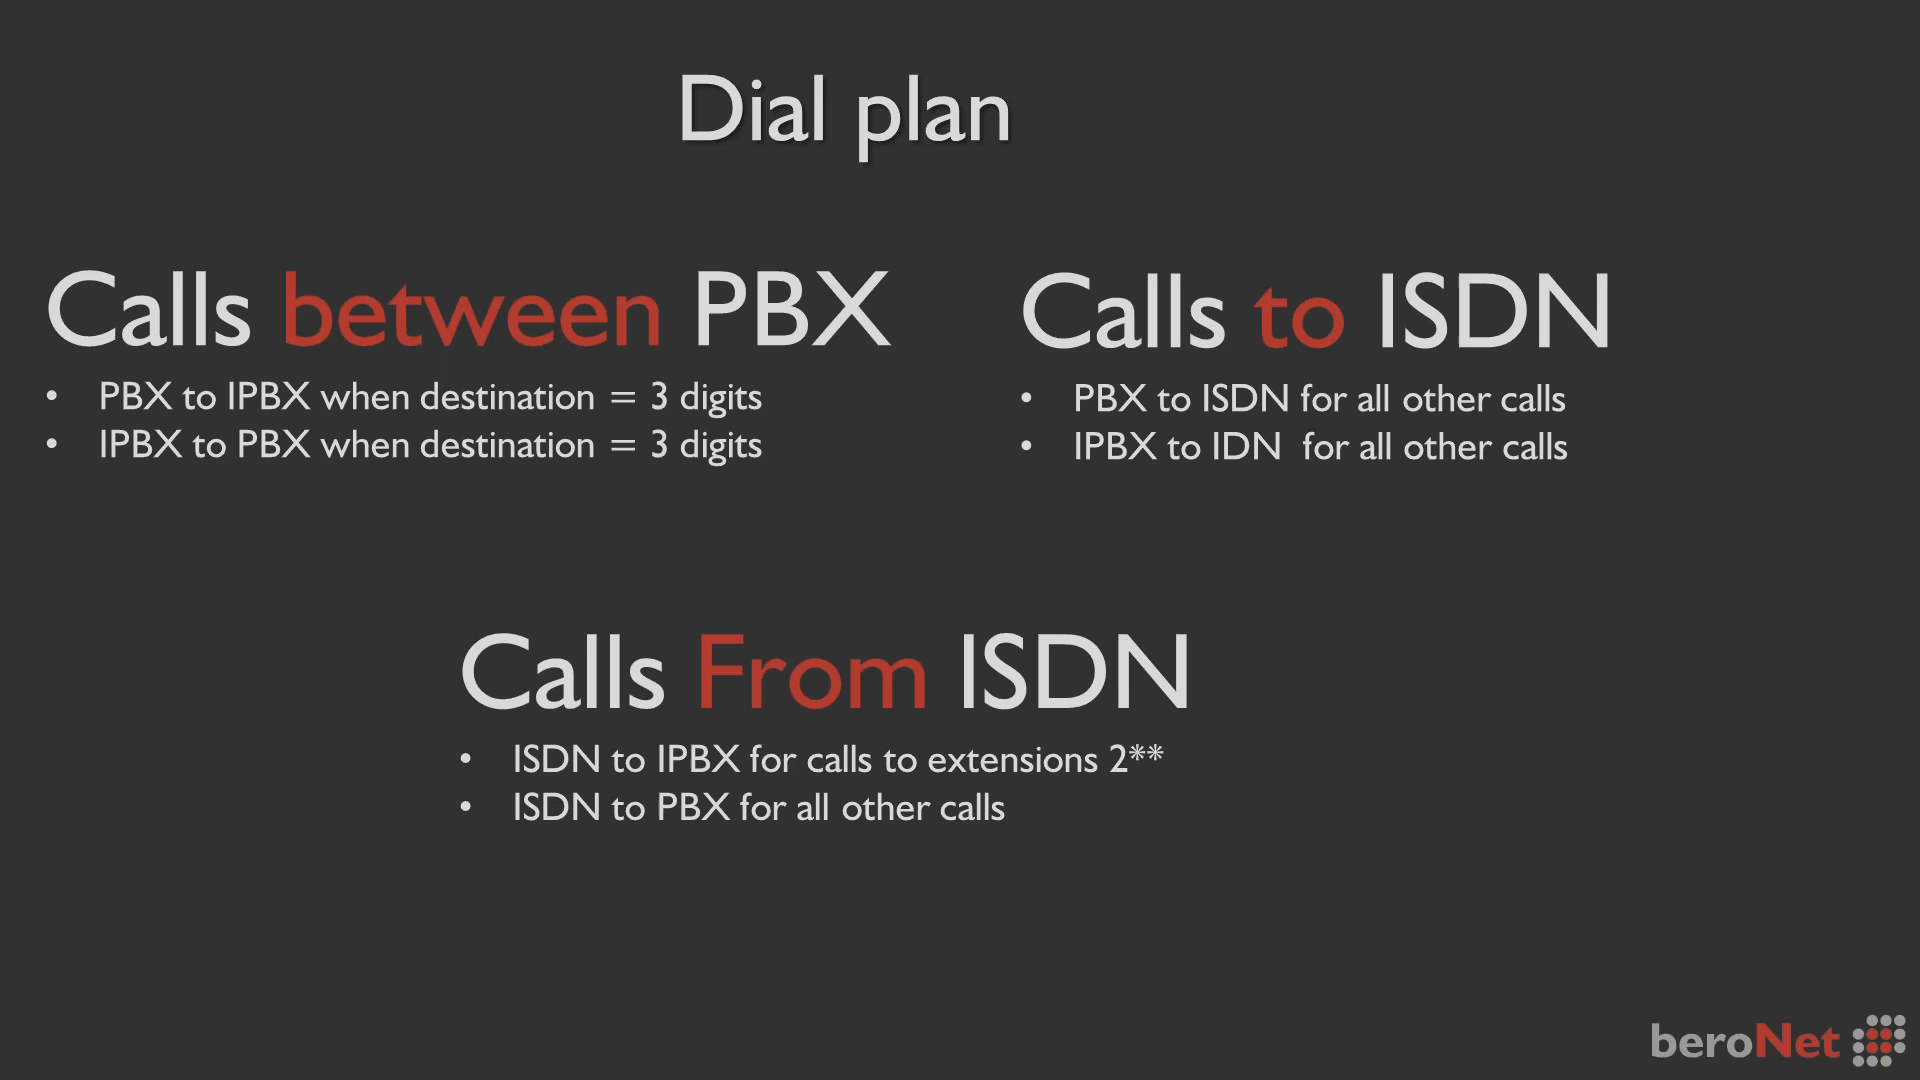 Dial plan
Calls between PBX
• PBX to IPBX when destination = 3 digits
• IPBX to PBX when destination = 3 digits
Calls to ISDN
• PBX to ISDN for all other calls
• IPBX to IDN  for all other calls
Calls From ISDN
• ISDN to IPBX for calls to extensions 2**
• ISDN to PBX for all other calls
beroNet